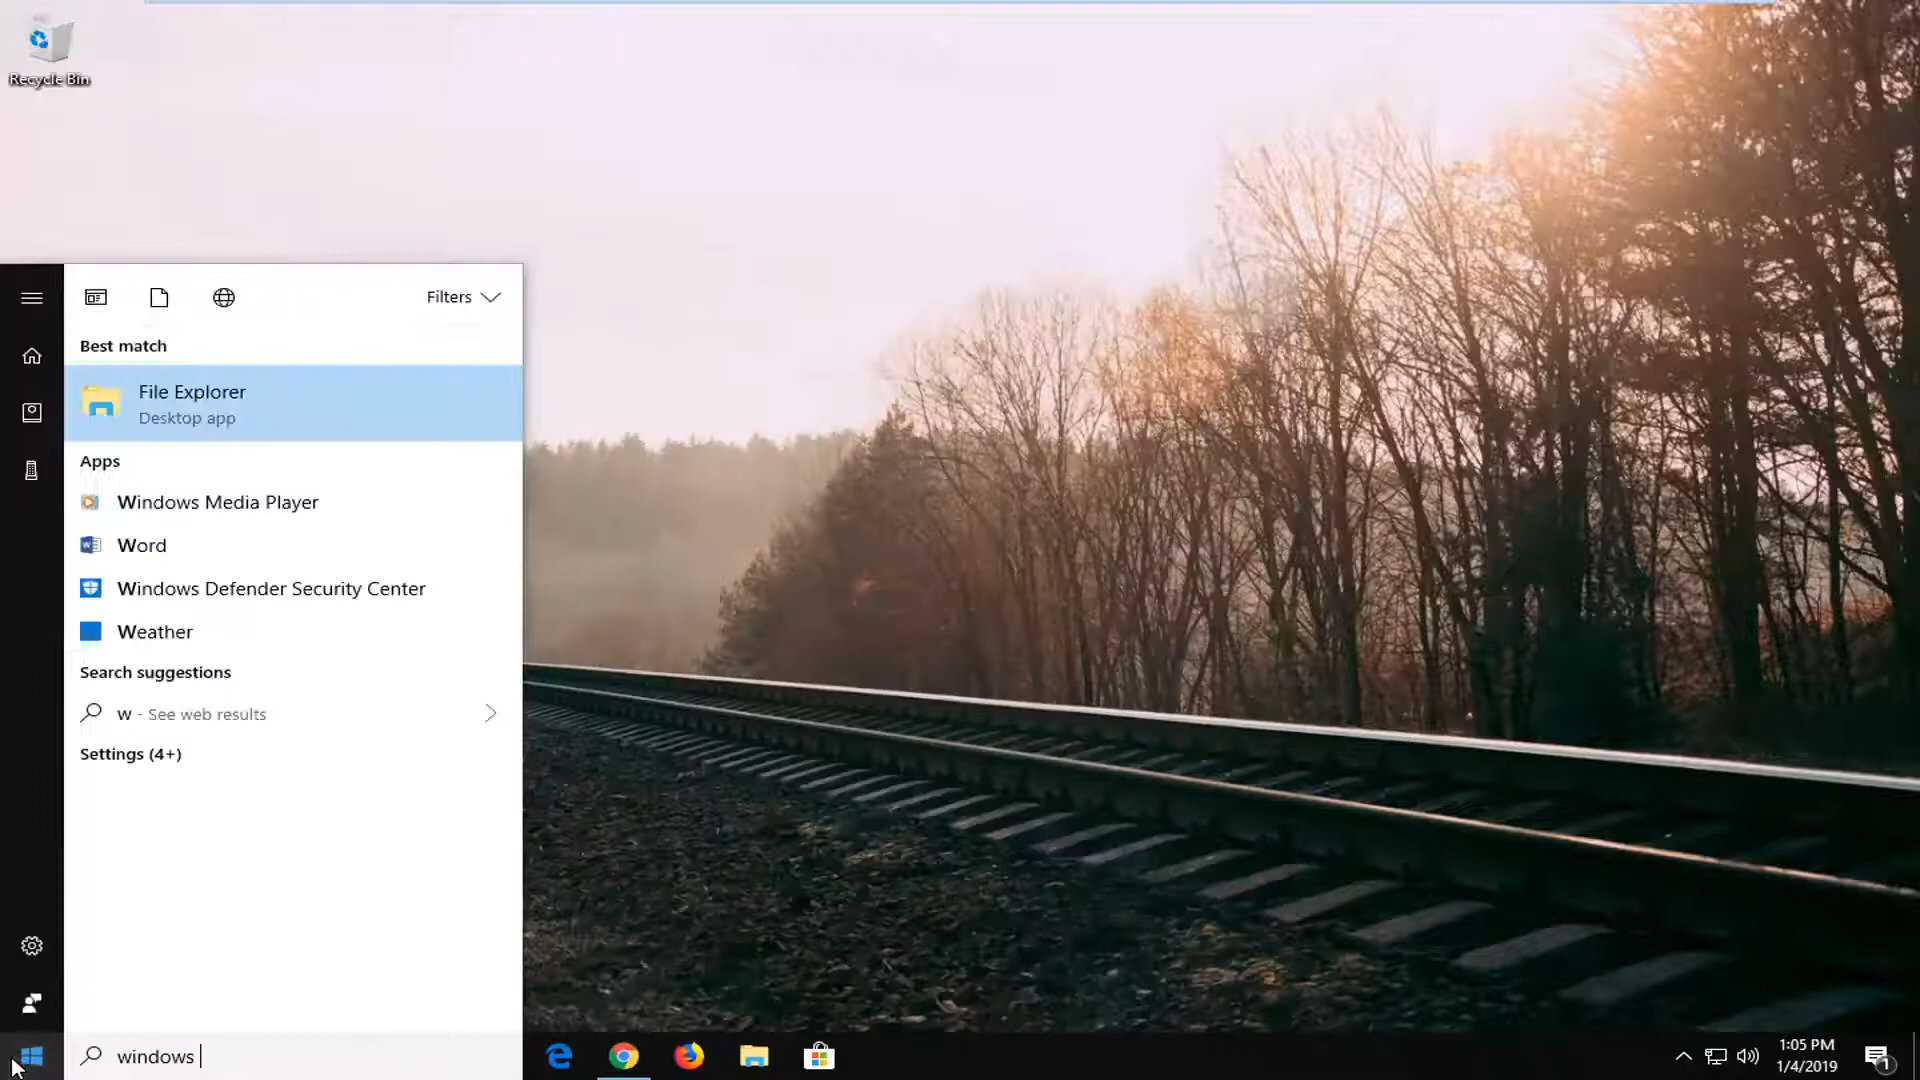 Recycle Bin
Filters
Best match
File Explorer
Desktop app
Apps
Windows Media Player
Word
Windows Defender Security Center
Weather
Search suggestions
w - See web results
Settings (4+)
windows
1:05 PM
1/4/2019
1